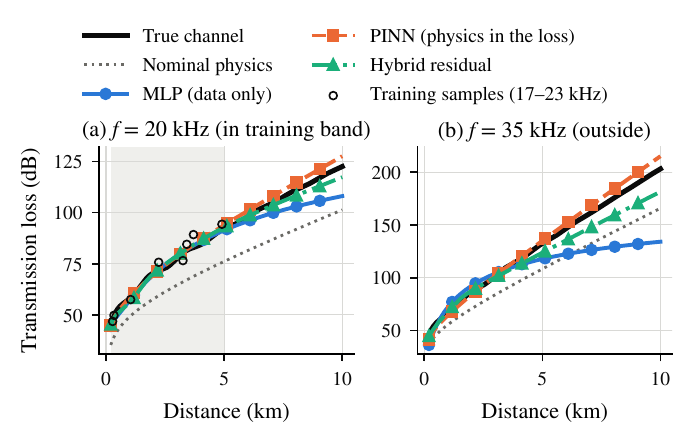 True channel
Nominal physics
MLP (data only)
PINN (physics in the loss)
Hybrid residual
Training samples (17–23 kHz)
(a) f = 20 kHz (in training band)
(b) f = 35 kHz (outside)
Transmission loss (dB)
125
100
75
50
0
5
10
Distance (km)
200
150
100
50
0
5
10
Distance (km)